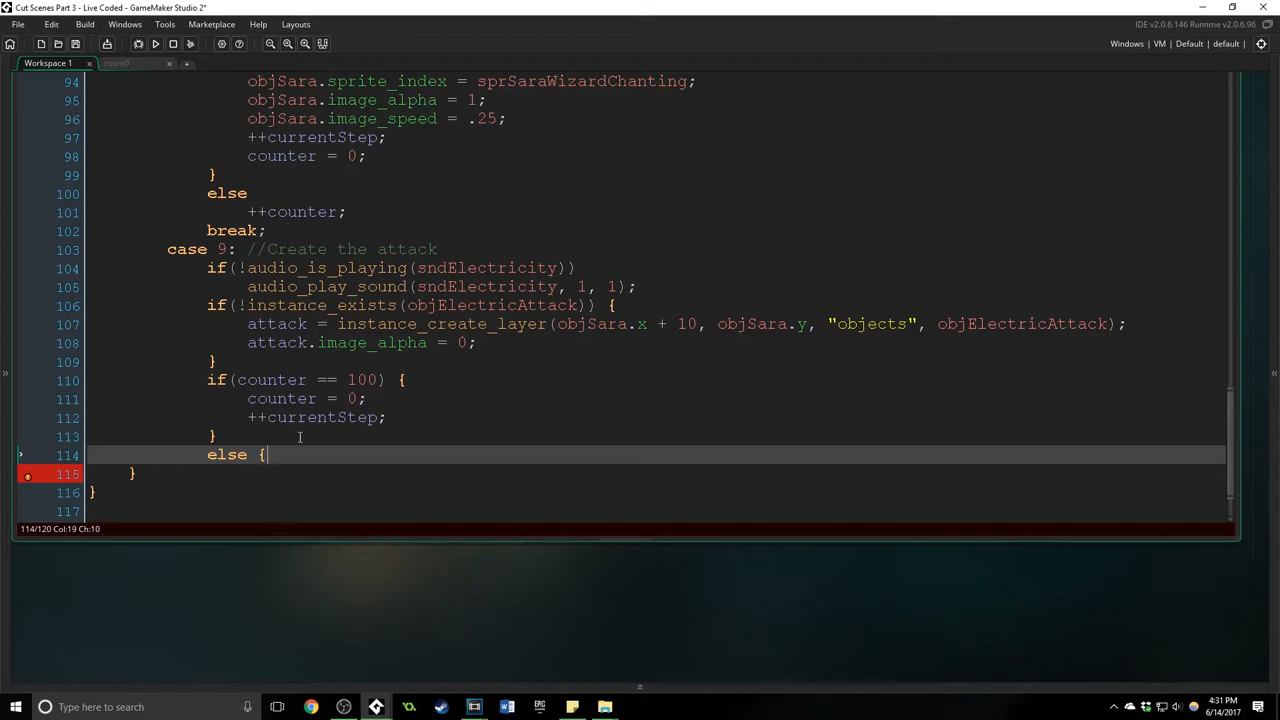 Cut Scenes Part 3 - Live Coded - GameMaker Studio 2*
File Edit Build Windows Tools Marketplace Help Layouts
IDE v2.0.6.146 Runtime v2.0.6.96
Windows | VM | Default | default |
Workspace 1 room0
94 objSara.sprite_index = sprSaraWizardChanting;
95 objSara.image_alpha = 1;
96 objSara.image_speed = .25;
97 ++currentStep;
98 counter = 0;
99 }
100 else
101 ++counter;
102 break;
103 case 9: //Create the attack
104 if(!audio_is_playing(sndElectricity))
105 audio_play_sound(sndElectricity, 1, 1);
106 if(!instance_exists(objElectricAttack)) {
107 attack = instance_create_layer(objSara.x + 10, objSara.y, "objects", objElectricAttack);
108 attack.image_alpha = 0;
109 }
110 if(counter == 100) {
111 counter = 0;
112 ++currentStep;
113 }
114 else {
115 }
116 }
117
114/120 Col:19 Ch:10
Type here to search
4:31 PM
6/14/2017